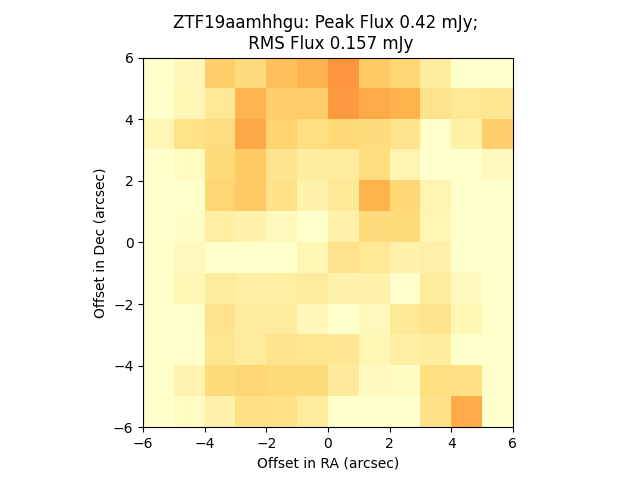 ZTF19aamhhgu: Peak Flux 0.42 mJy;
RMS Flux 0.157 mJy
6
4
2
0
−2
−4
−6
Offset in Dec (arcsec)
−6 −4 −2 0 2 4 6
Offset in RA (arcsec)